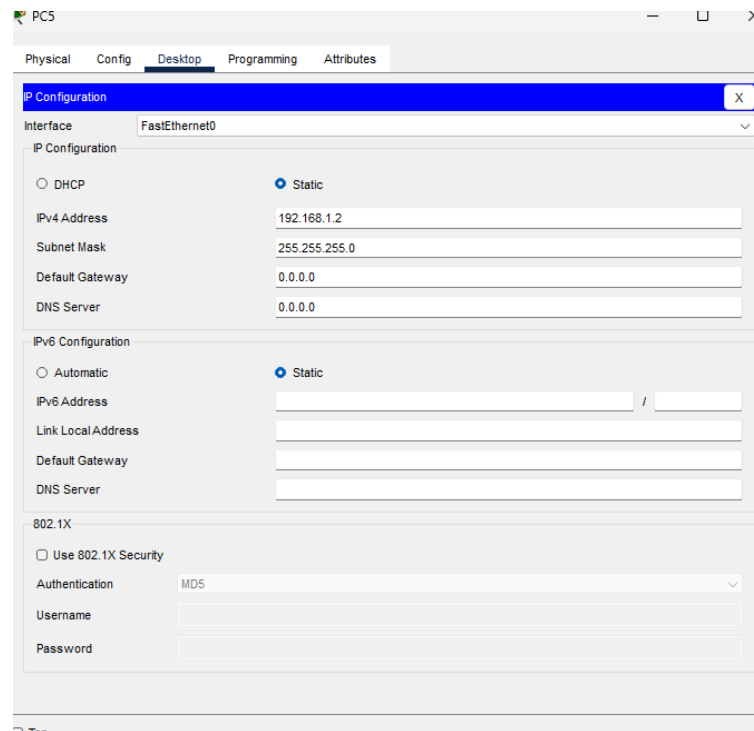 PC5
Physical Config Desktop Programming Attributes
IP Configuration X
Interface FastEthernet0
IP Configuration
DHCP Static
IPv4 Address 192.168.1.2
Subnet Mask 255.255.255.0
Default Gateway 0.0.0.0
DNS Server 0.0.0.0
IPv6 Configuration
Automatic Static
IPv6 Address /
Link Local Address
Default Gateway
DNS Server
802.1X
Use 802.1X Security
Authentication MD5
Username
Password